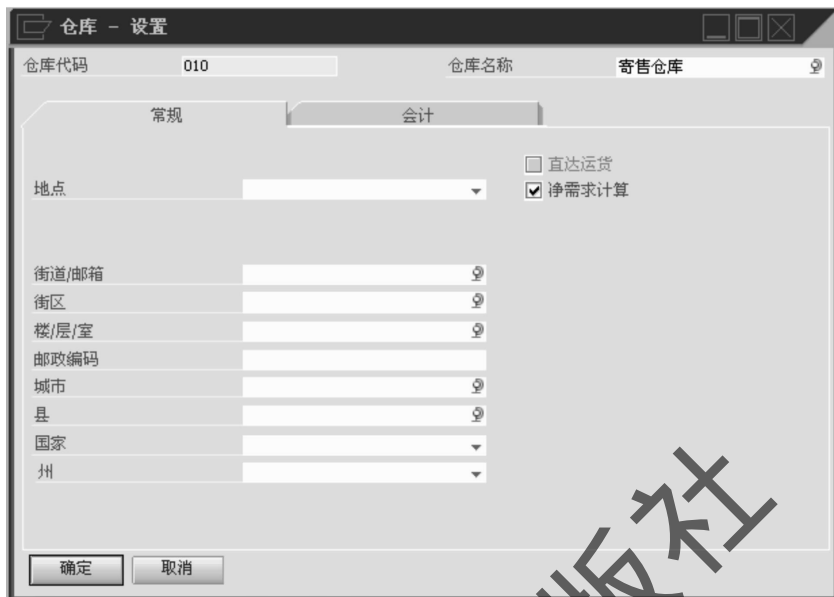 仓库 - 设置
仓库代码 010 仓库名称 寄售仓库
常规 会计
直达运货
地点 净需求计算
街道/邮箱
街区
楼/层/室
邮政编码
城市
县
国家
州
确定 取消
版社